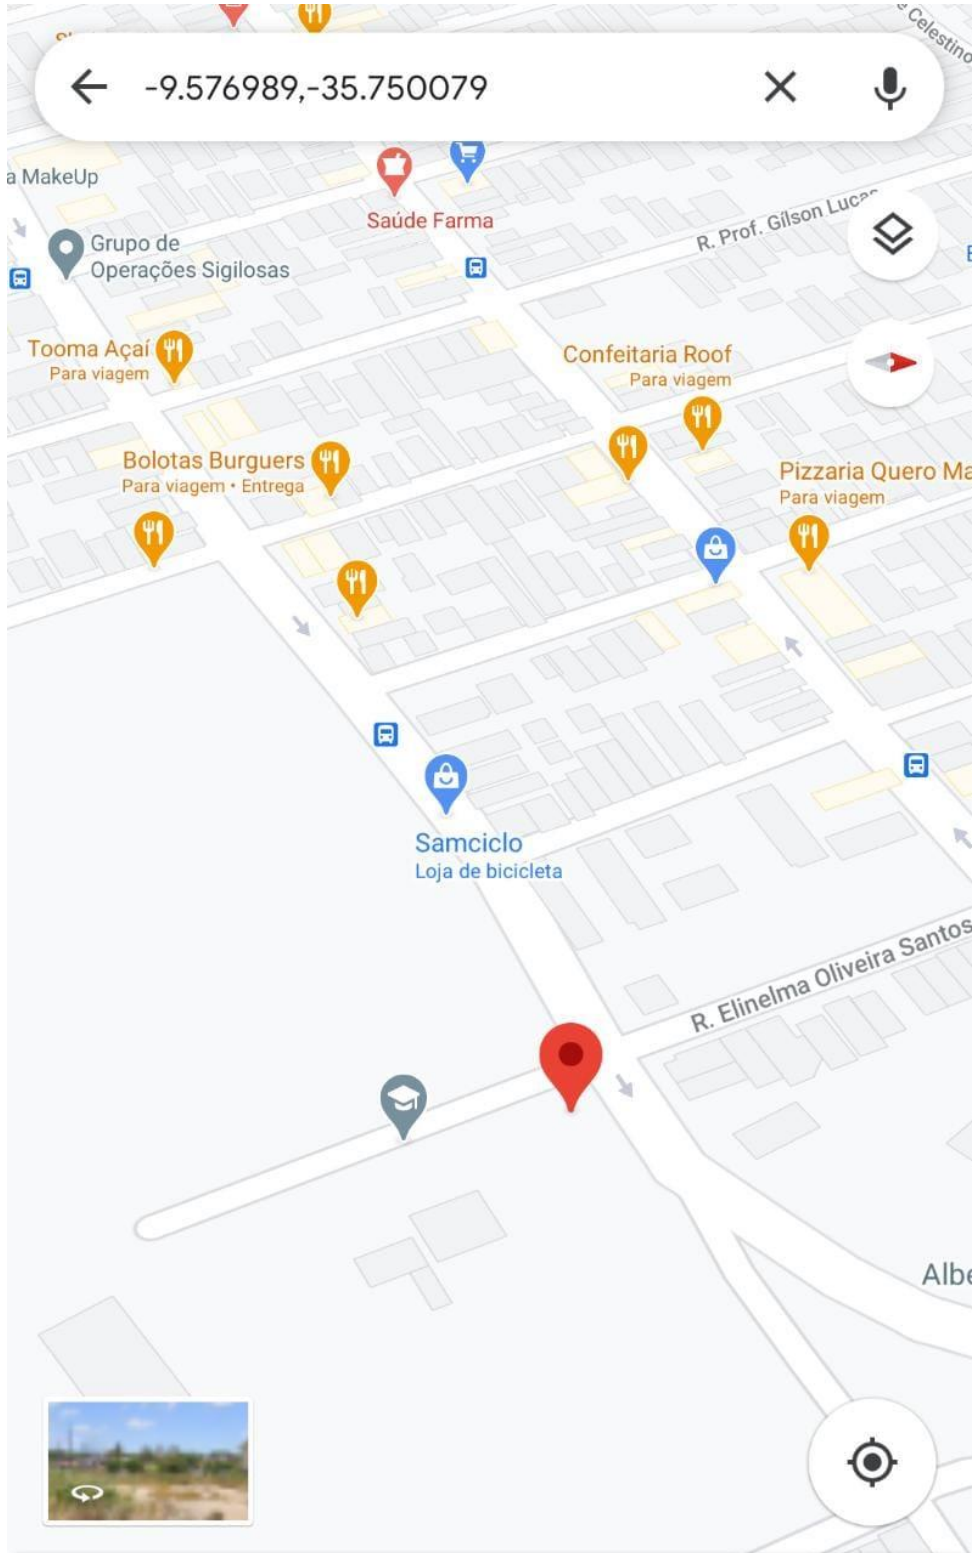 -9.576989,-35.750079
Celestino
a MakeUp
Saúde Farma
R. Prof. Gílson Lucas
Grupo de
Operações Sigilosas
Tooma Açaí
Para viagem
Confeitaria Roof
Para viagem
Bolotas Burguers
Para viagem • Entrega
Pizzaria Quero Ma
Para viagem
Samciclo
Loja de bicicleta
R. Elinelma Oliveira Santos
Albe